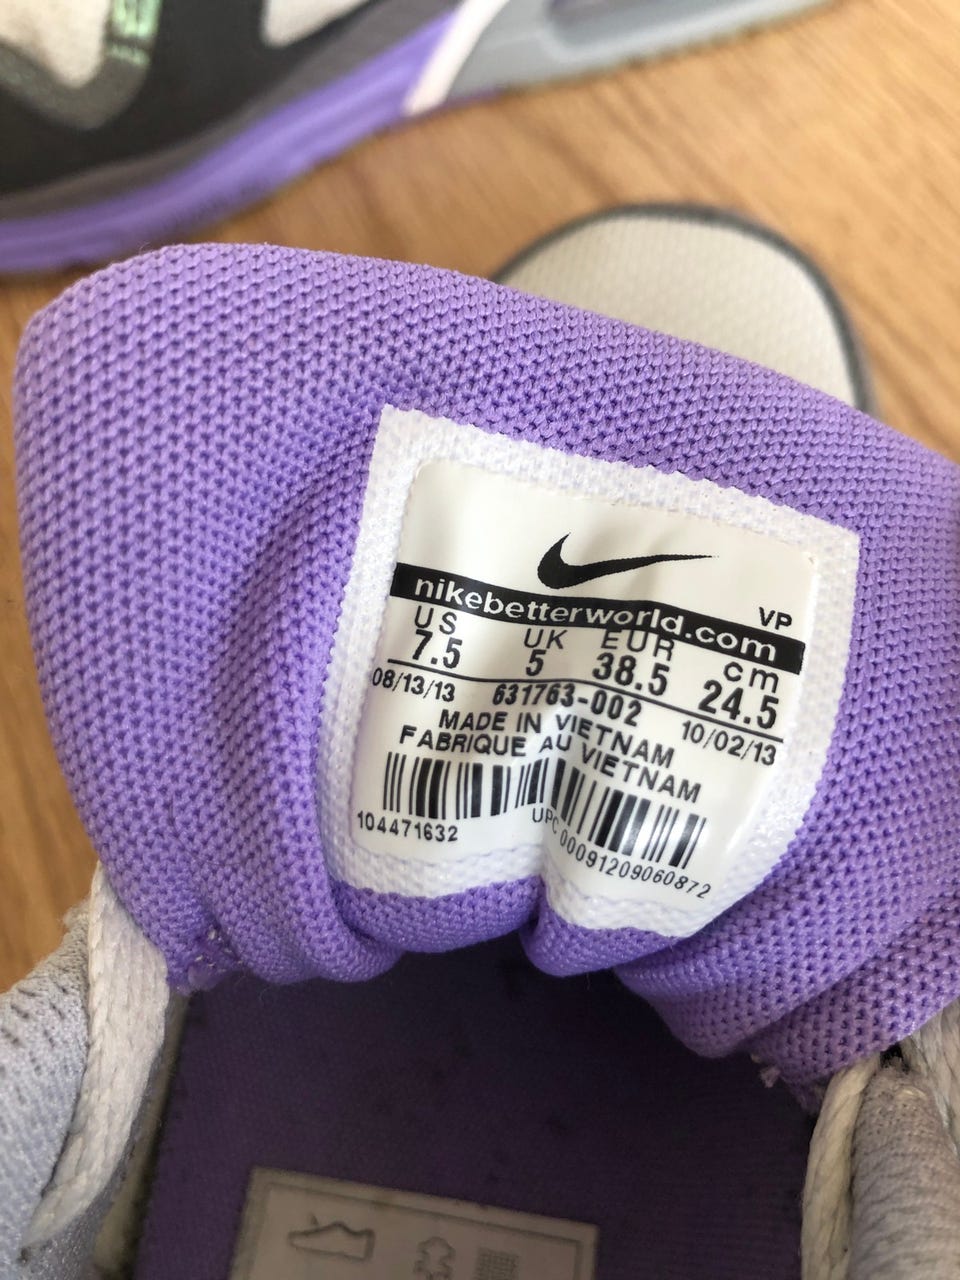 nikebetterworld.com
VP
US UK EUR cm
7.5 5 38.5 24.5
08/13/13 631763-002 10/02/13
MADE IN VIETNAM
FABRIQUE AU VIETNAM
104471632 UPC 00091209060872